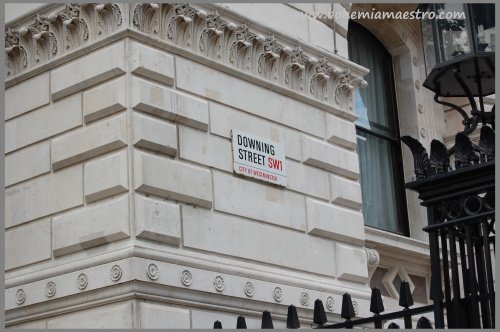 www.bohemiamaestro.com
DOWNING
STREET SW1
CITY OF WESTMINSTER